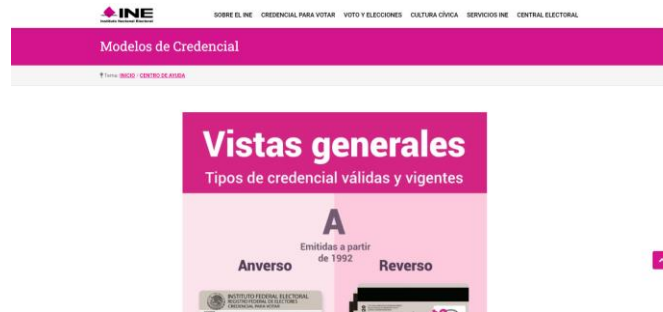 INE
Instituto Nacional Electoral
SOBRE EL INE CREDENCIAL PARA VOTAR VOTO Y ELECCIONES CULTURA CÍVICA SERVICIOS INE CENTRAL ELECTORAL
Modelos de Credencial
Tema: INICIO / CENTRO DE AYUDA
Vistas generales
Tipos de credencial válidas y vigentes
A
Emitidas a partir
de 1992
Anverso Reverso
INSTITUTO FEDERAL ELECTORAL
REGISTRO FEDERAL DE ELECTORES
CREDENCIAL PARA VOTAR